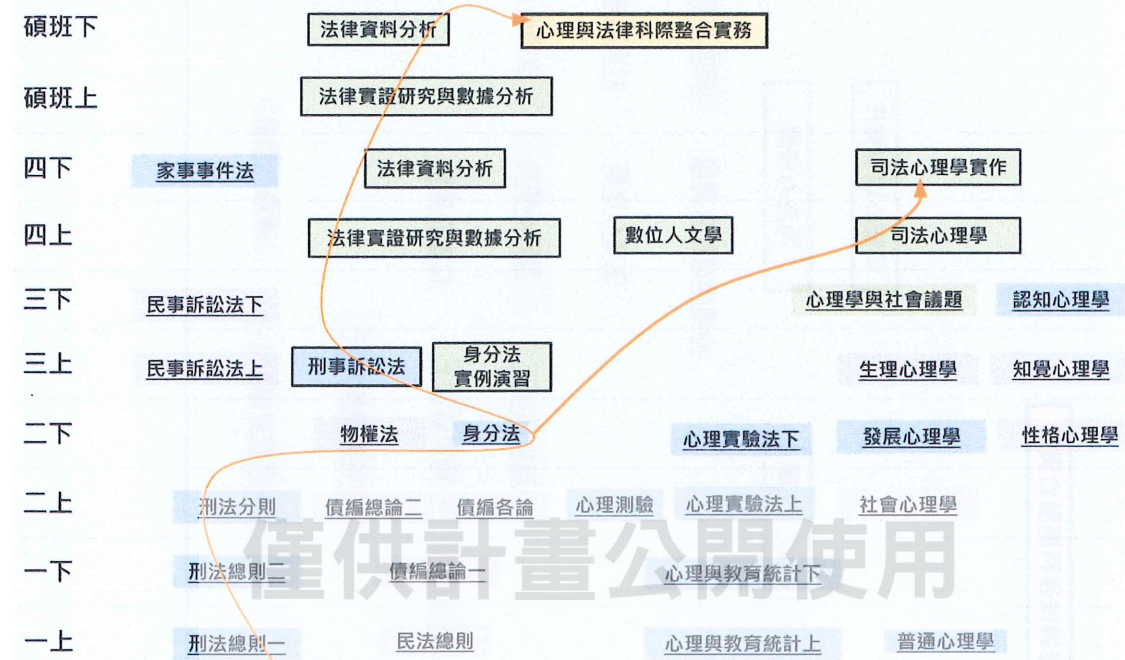 碩班下 法律資料分析 心理與法律科際整合實務
碩班上 法律實證研究與數據分析
四下 家事事件法 法律資料分析 司法心理學實作
四上 法律實證研究與數據分析 數位人文學 司法心理學
三下 民事訴訟法下 心理學與社會議題 認知心理學
三上 民事訴訟法上 刑事訴訟法 身分法
實例演習 生理心理學 知覺心理學
二下 物權法 身分法 心理實驗法下 發展心理學 性格心理學
二上 刑法分則 債編總論二 債編各論 心理測驗 心理實驗法上 社會心理學
僅供計畫公開使用
一下 刑法總則二 債編總論一 心理與教育統計下
一上 刑法總則一 民法總則 心理與教育統計上 普通心理學